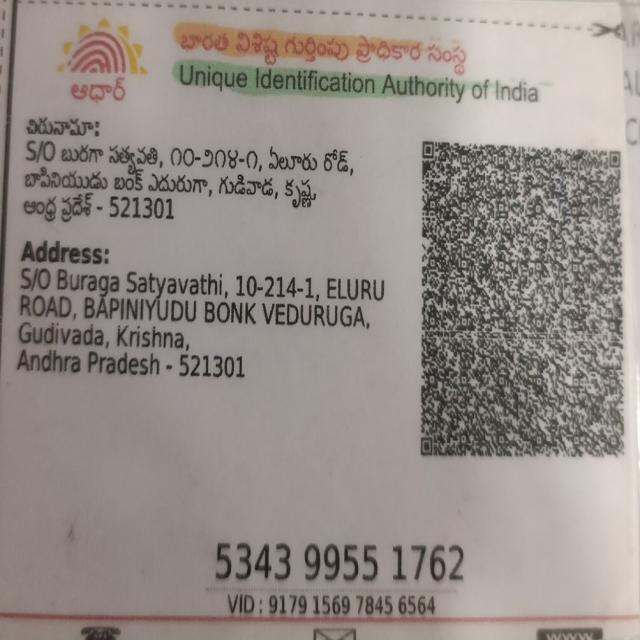 భారత విశిష్ట గుర్తింపు ప్రాధికార సంస్థ
Unique Identification Authority of India
ఆధార్
చిరునామా:
S/O బురగా సత్యవతి, ౧౦-౨౧౪-౧, ఏలూరు రోడ్,
బాపినియుడు బంక్ ఎదురుగా, గుడివాడ, కృష్ణ,
ఆంధ్ర ప్రదేశ్ - 521301
Address:
S/O Buraga Satyavathi, 10-214-1, ELURU
ROAD, BAPINIYUDU BONK VEDURUGA,
Gudivada, Krishna,
Andhra Pradesh - 521301
5343 9955 1762
VID : 9179 1569 7845 6564